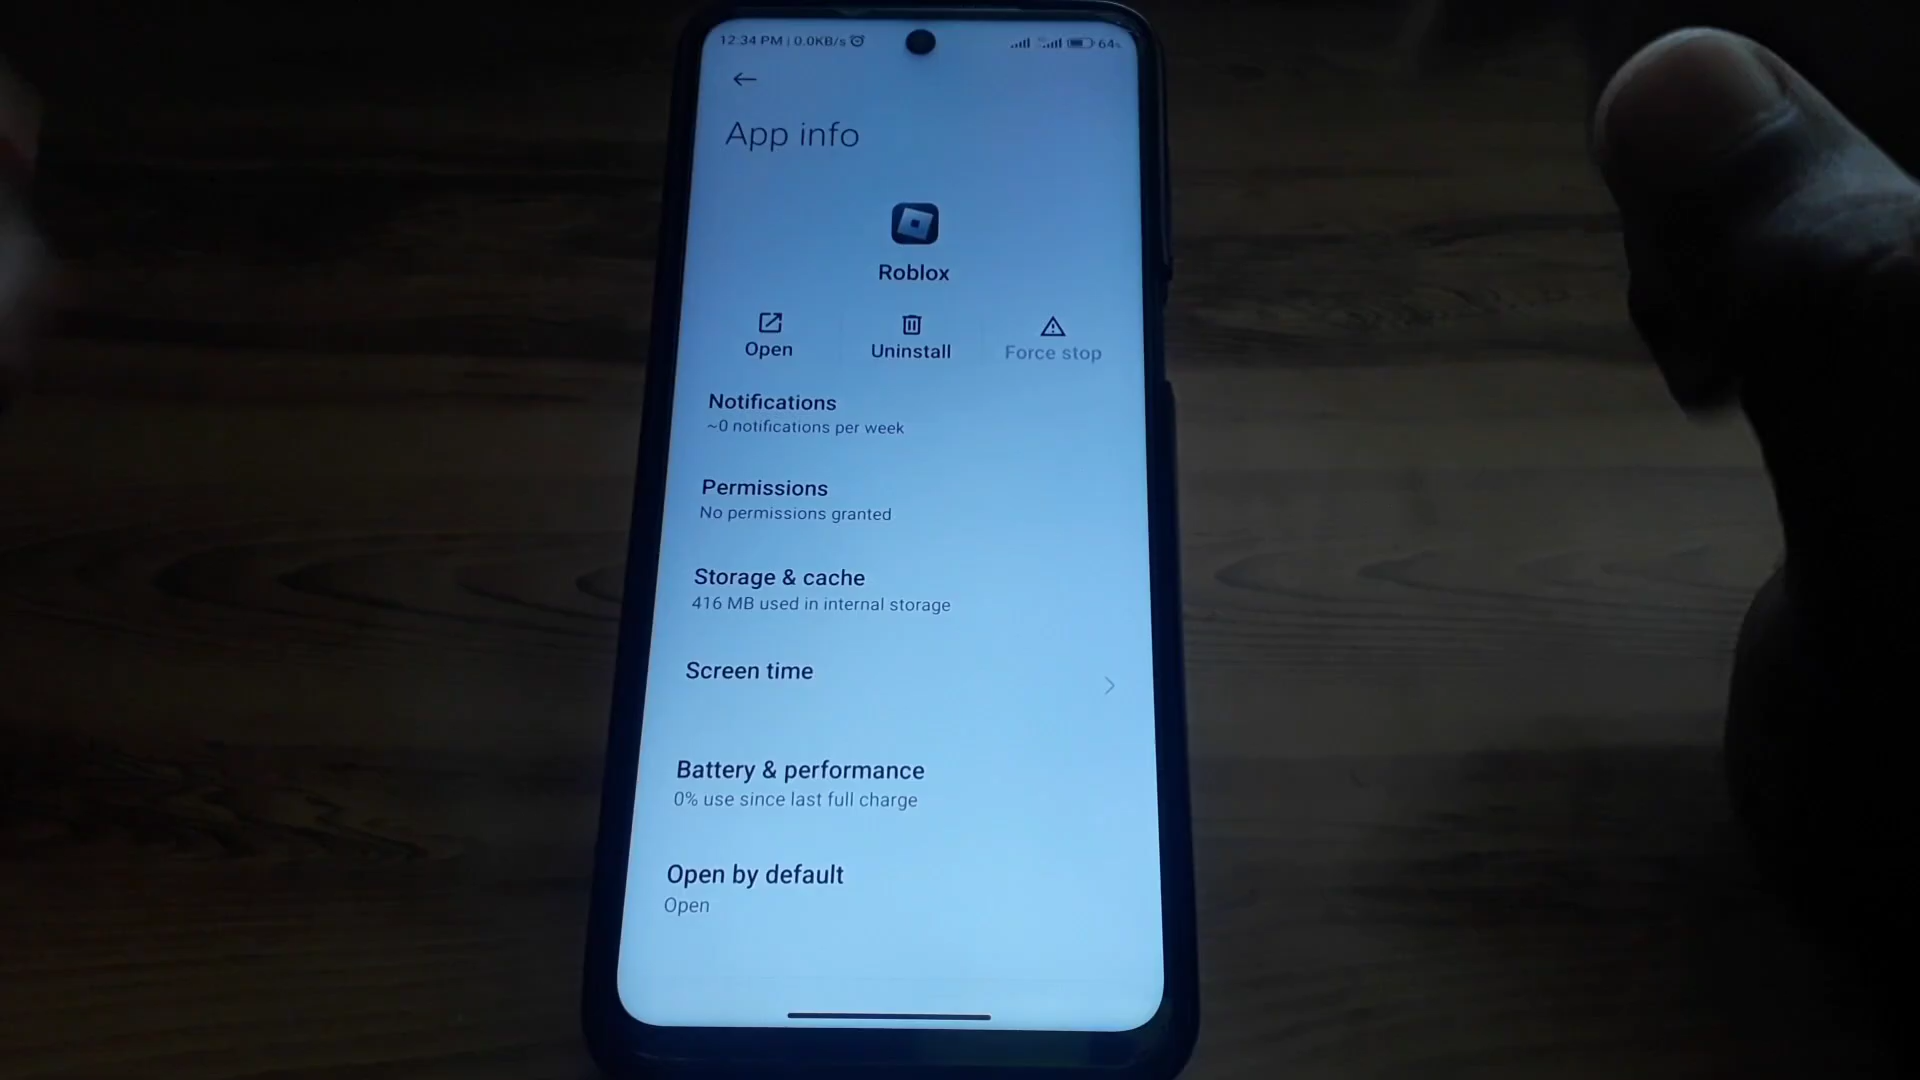 12:34 PM | 0.0KB/s
64%
App info
Roblox
Open
Uninstall
Force stop
Notifications
~0 notifications per week
Permissions
No permissions granted
Storage & cache
416 MB used in internal storage
Screen time
Battery & performance
0% use since last full charge
Open by default
Open